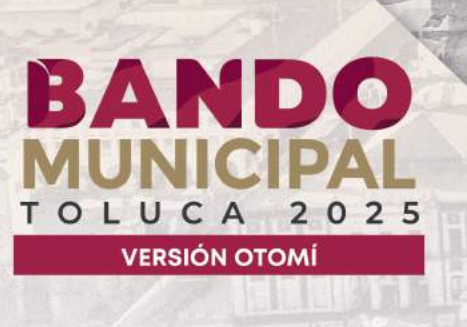 BANDO
MUNICIPAL
TOLUCA 2025
VERSIÓN OTOMÍ